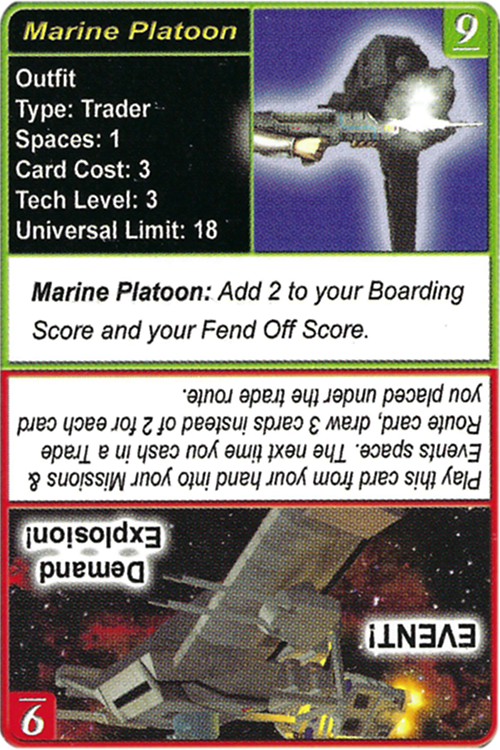 Marine Platoon
9
Outfit
Type: Trader
Spaces: 1
Card Cost: 3
Tech Level: 3
Universal Limit: 18
Marine Platoon: Add 2 to your Boarding
Score and your Fend Off Score.
6
EVENT!
Demand
Explosion!
Play this card from your hand into your Missions &
Events space. The next time you cash in a Trade
Route card, draw 3 cards instead of 2 for each card
you placed under the trade route.